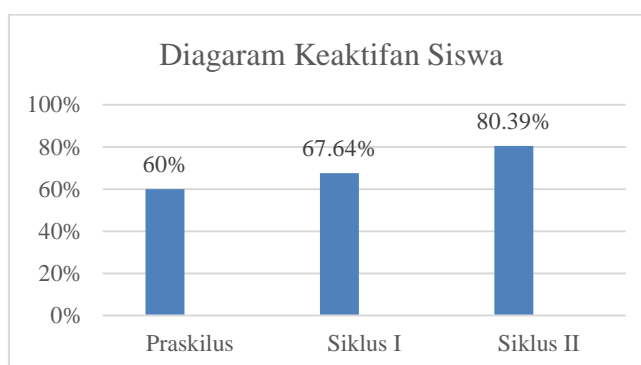 Diagaram Keaktifan Siswa
100%
80%
60%
40%
20%
0%
60%
67.64%
80.39%
Praskilus
Siklus I
Siklus II